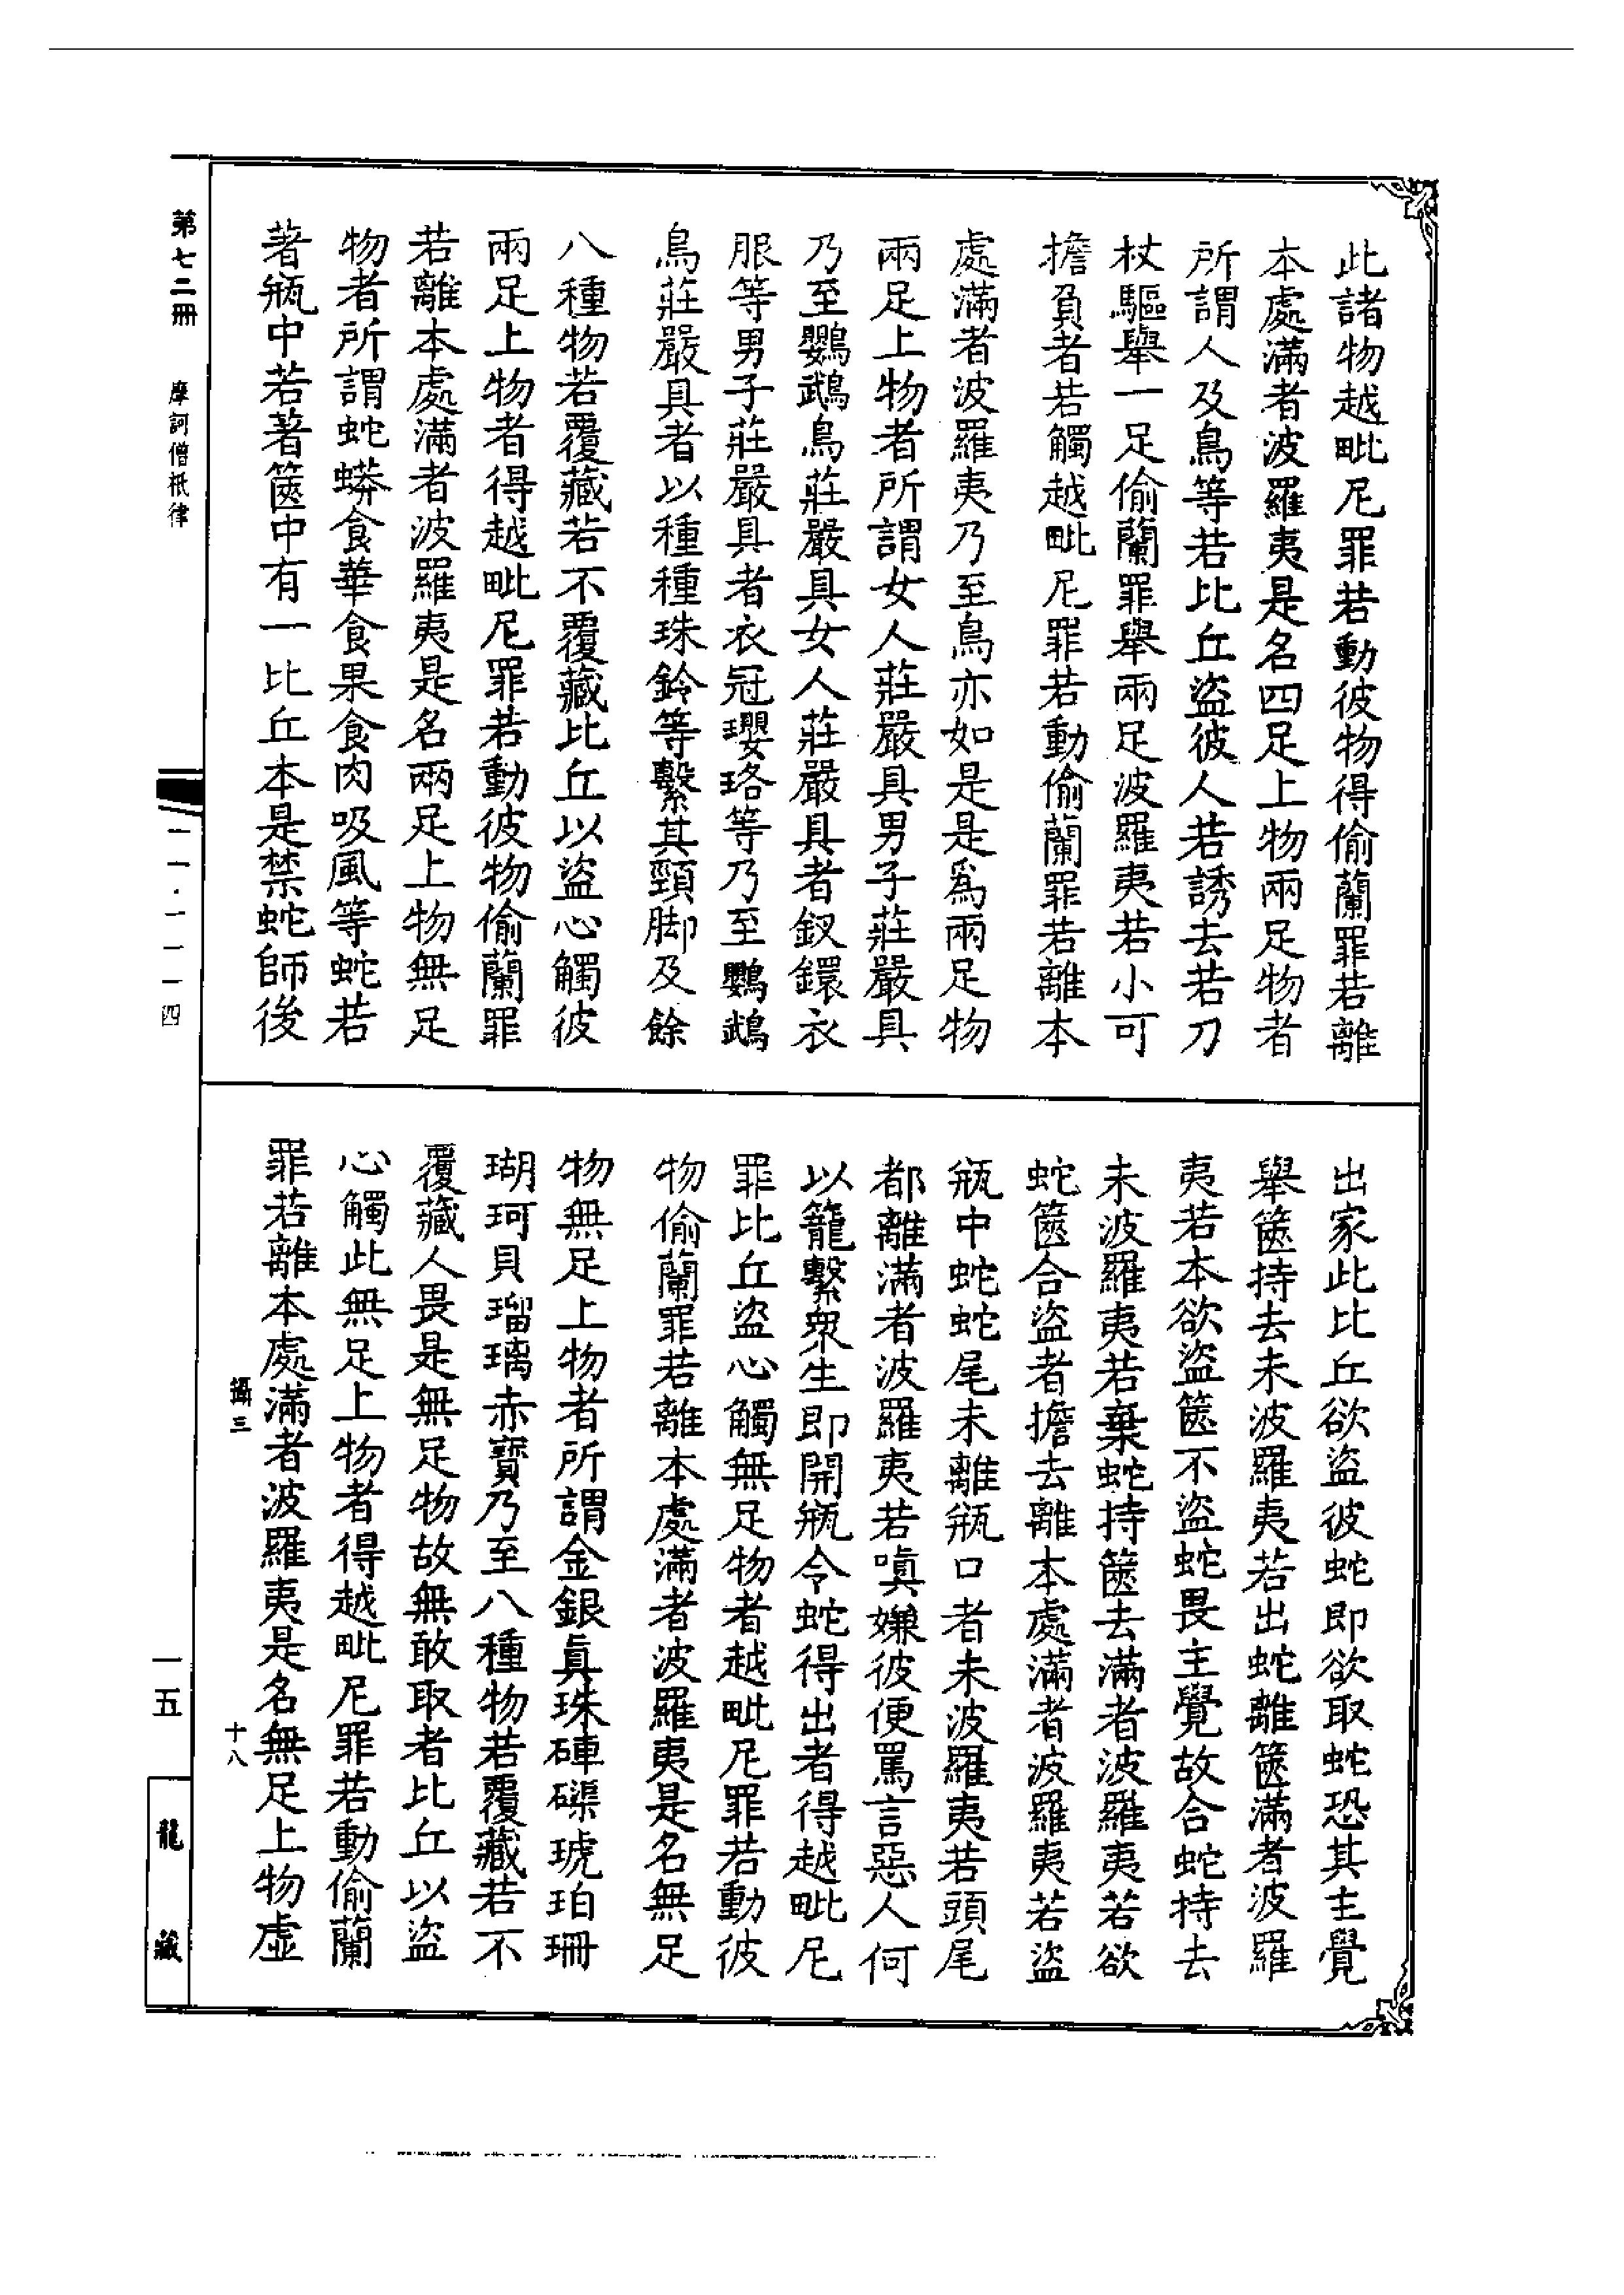 此諸物越毗尼罪若動彼物得偷蘭罪若離
本處滿者波羅夷是名四足上物兩足物者
所謂人及鳥等若比丘盜彼人若誘去若刀
杖驅舉一足偷蘭罪舉兩足波羅夷若小可
擔負者若觸越毗尼罪若動偷蘭罪若離本
處滿者波羅夷乃至鳥亦如是是爲兩足物
兩足上物者所謂女人莊嚴具男子莊嚴具
乃至鸚鵡鳥莊嚴具女人莊嚴具者釵鐶衣
服等男子莊嚴具者衣冠瓔珞等乃至鸚鵡
鳥莊嚴具者以種種珠鈴等繫其頸脚及餘
八種物若覆藏若不覆藏比丘以盜心觸彼
兩足上物者得越毗尼罪若動彼物偷蘭罪
若離本處滿者波羅夷是名兩足上物無足
物者所謂蛇蟒食華食果食肉吸風等蛇若
著瓶中若著篋中有一比丘本是禁蛇師後
出家此比丘欲盜彼蛇即欲取蛇恐其主覺
舉篋持去未波羅夷若出蛇離篋滿者波羅
夷若本欲盜篋不盜蛇畏主覺故合蛇持去
未波羅夷若棄蛇持篋去滿者波羅夷若欲
蛇篋合盜者擔去離本處滿者波羅夷若盜
瓶中蛇蛇尾未離瓶口者未波羅夷若頭尾
都離滿者波羅夷若嗔嫌彼便罵言惡人何
以籠繫衆生即開瓶令蛇得出者得越毗尼
罪比丘盜心觸無足物者越毗尼罪若動彼
物偷蘭罪若離本處滿者波羅夷是名無足
物無足上物者所謂金銀眞珠硨磲琥珀珊
瑚珂貝瑠璃赤寶乃至八種物若覆藏若不
覆藏人畏是無足物故無敢取者比丘以盜
心觸此無足上物者得越毗尼罪若動偷蘭
罪若離本處滿者波羅夷是名無足上物虛
攝三 十八
第七二冊 摩訶僧祇律 一一·一一一四
一五 龍藏